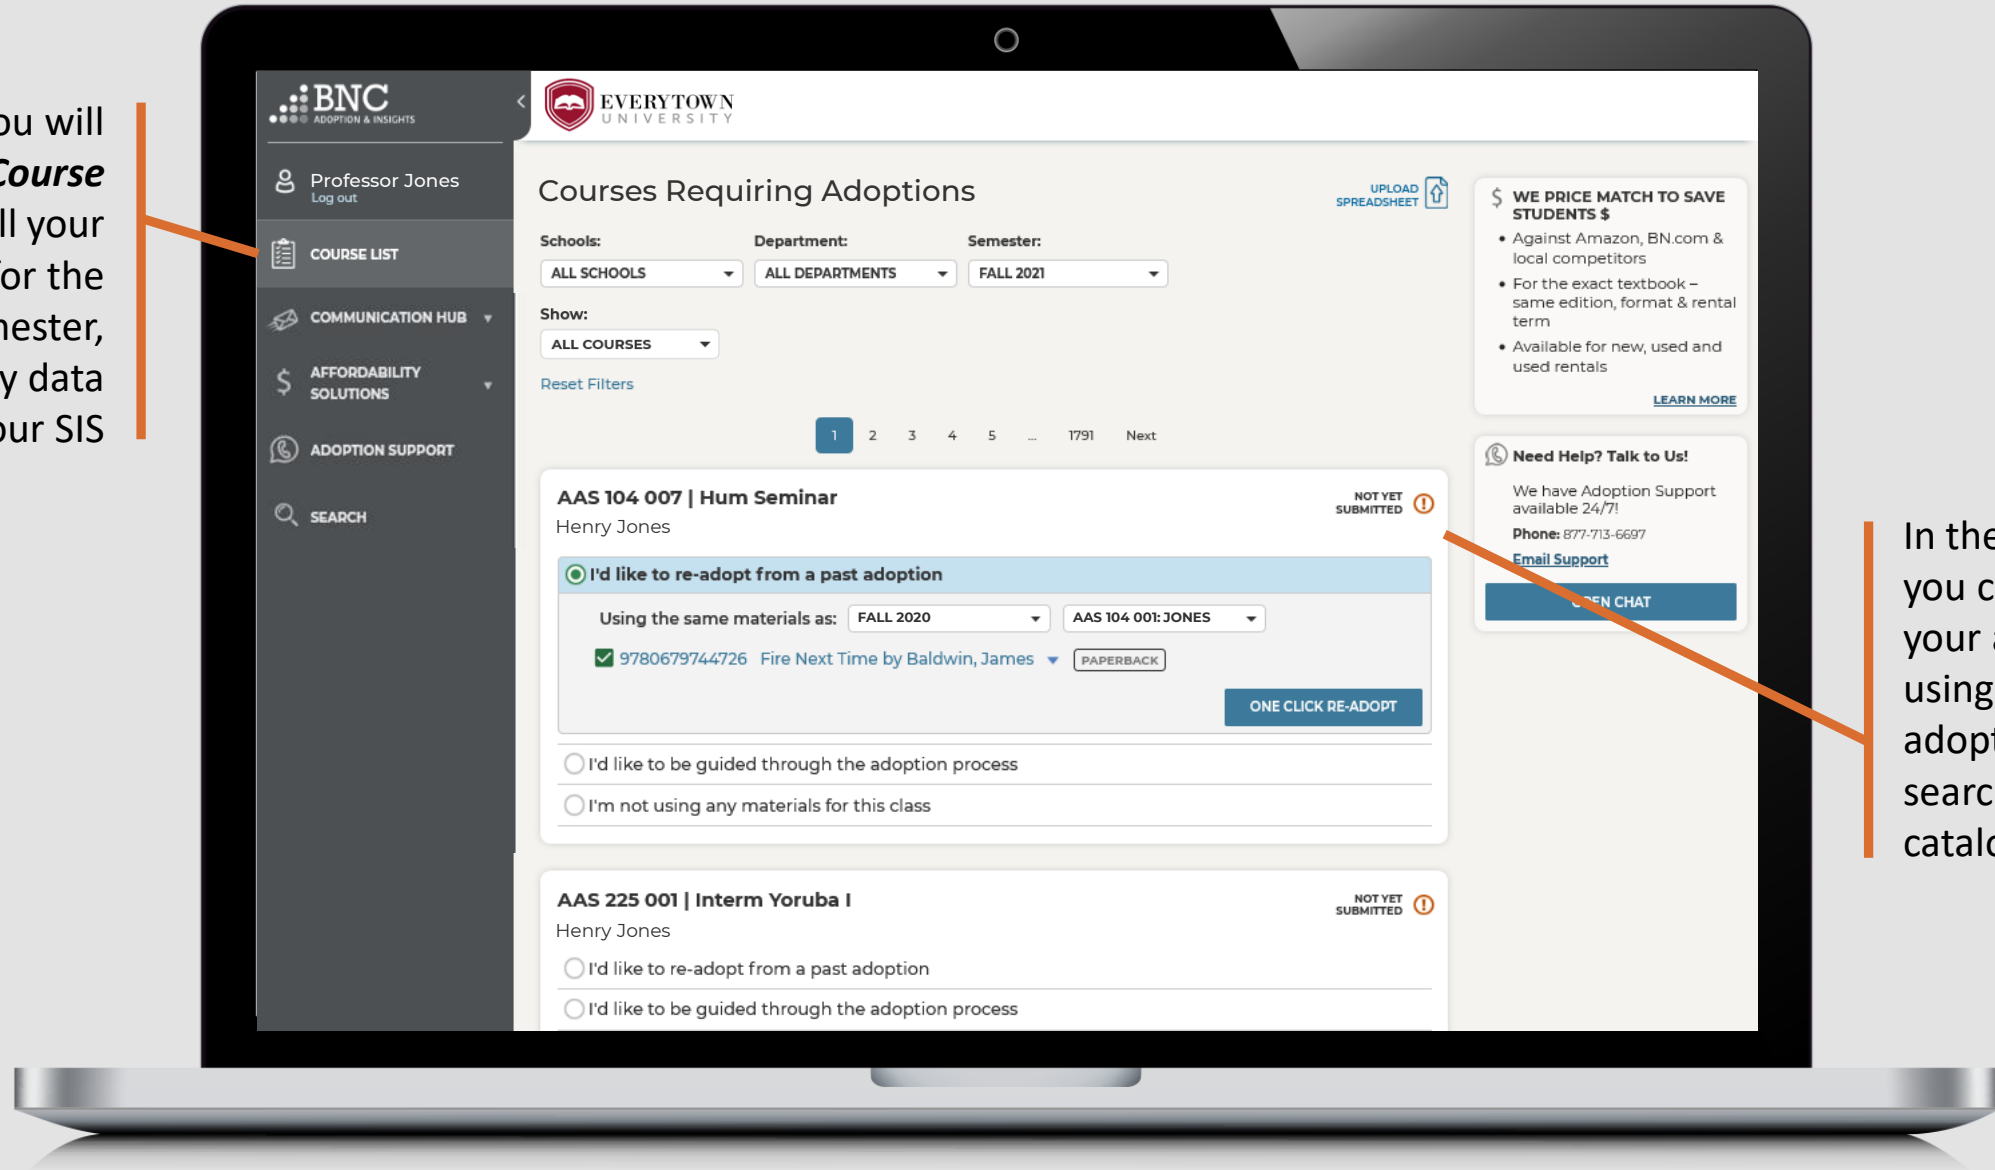 ou will
Course
ll your
for the
nester,
y data
our SIS
BNC
ADOPTION & INSIGHTS
Professor Jones
Log out
COURSE LIST
COMMUNICATION HUB
AFFORDABILITY
SOLUTIONS
ADOPTION SUPPORT
SEARCH
EVERYTOWN
UNIVERSITY
Courses Requiring Adoptions
UPLOAD
SPREADSHEET
Schools: Department: Semester:
ALL SCHOOLS ALL DEPARTMENTS FALL 2021
Show:
ALL COURSES
Reset Filters
1 2 3 4 5 ... 1791 Next
AAS 104 007 | Hum Seminar
Henry Jones
NOT YET
SUBMITTED
I'd like to re-adopt from a past adoption
Using the same materials as: FALL 2020 AAS 104 001: JONES
9780679744726 Fire Next Time by Baldwin, James PAPERBACK
ONE CLICK RE-ADOPT
I'd like to be guided through the adoption process
I'm not using any materials for this class
AAS 225 001 | Interm Yoruba I
Henry Jones
NOT YET
SUBMITTED
I'd like to re-adopt from a past adoption
I'd like to be guided through the adoption process
$ WE PRICE MATCH TO SAVE
STUDENTS $
• Against Amazon, BN.com &
local competitors
• For the exact textbook –
same edition, format & rental
term
• Available for new, used and
used rentals
LEARN MORE
Need Help? Talk to Us!
We have Adoption Support
available 24/7!
Phone: 877-713-6697
Email Support
OPEN CHAT
In the
you c
your a
using
adopt
searc
catalo